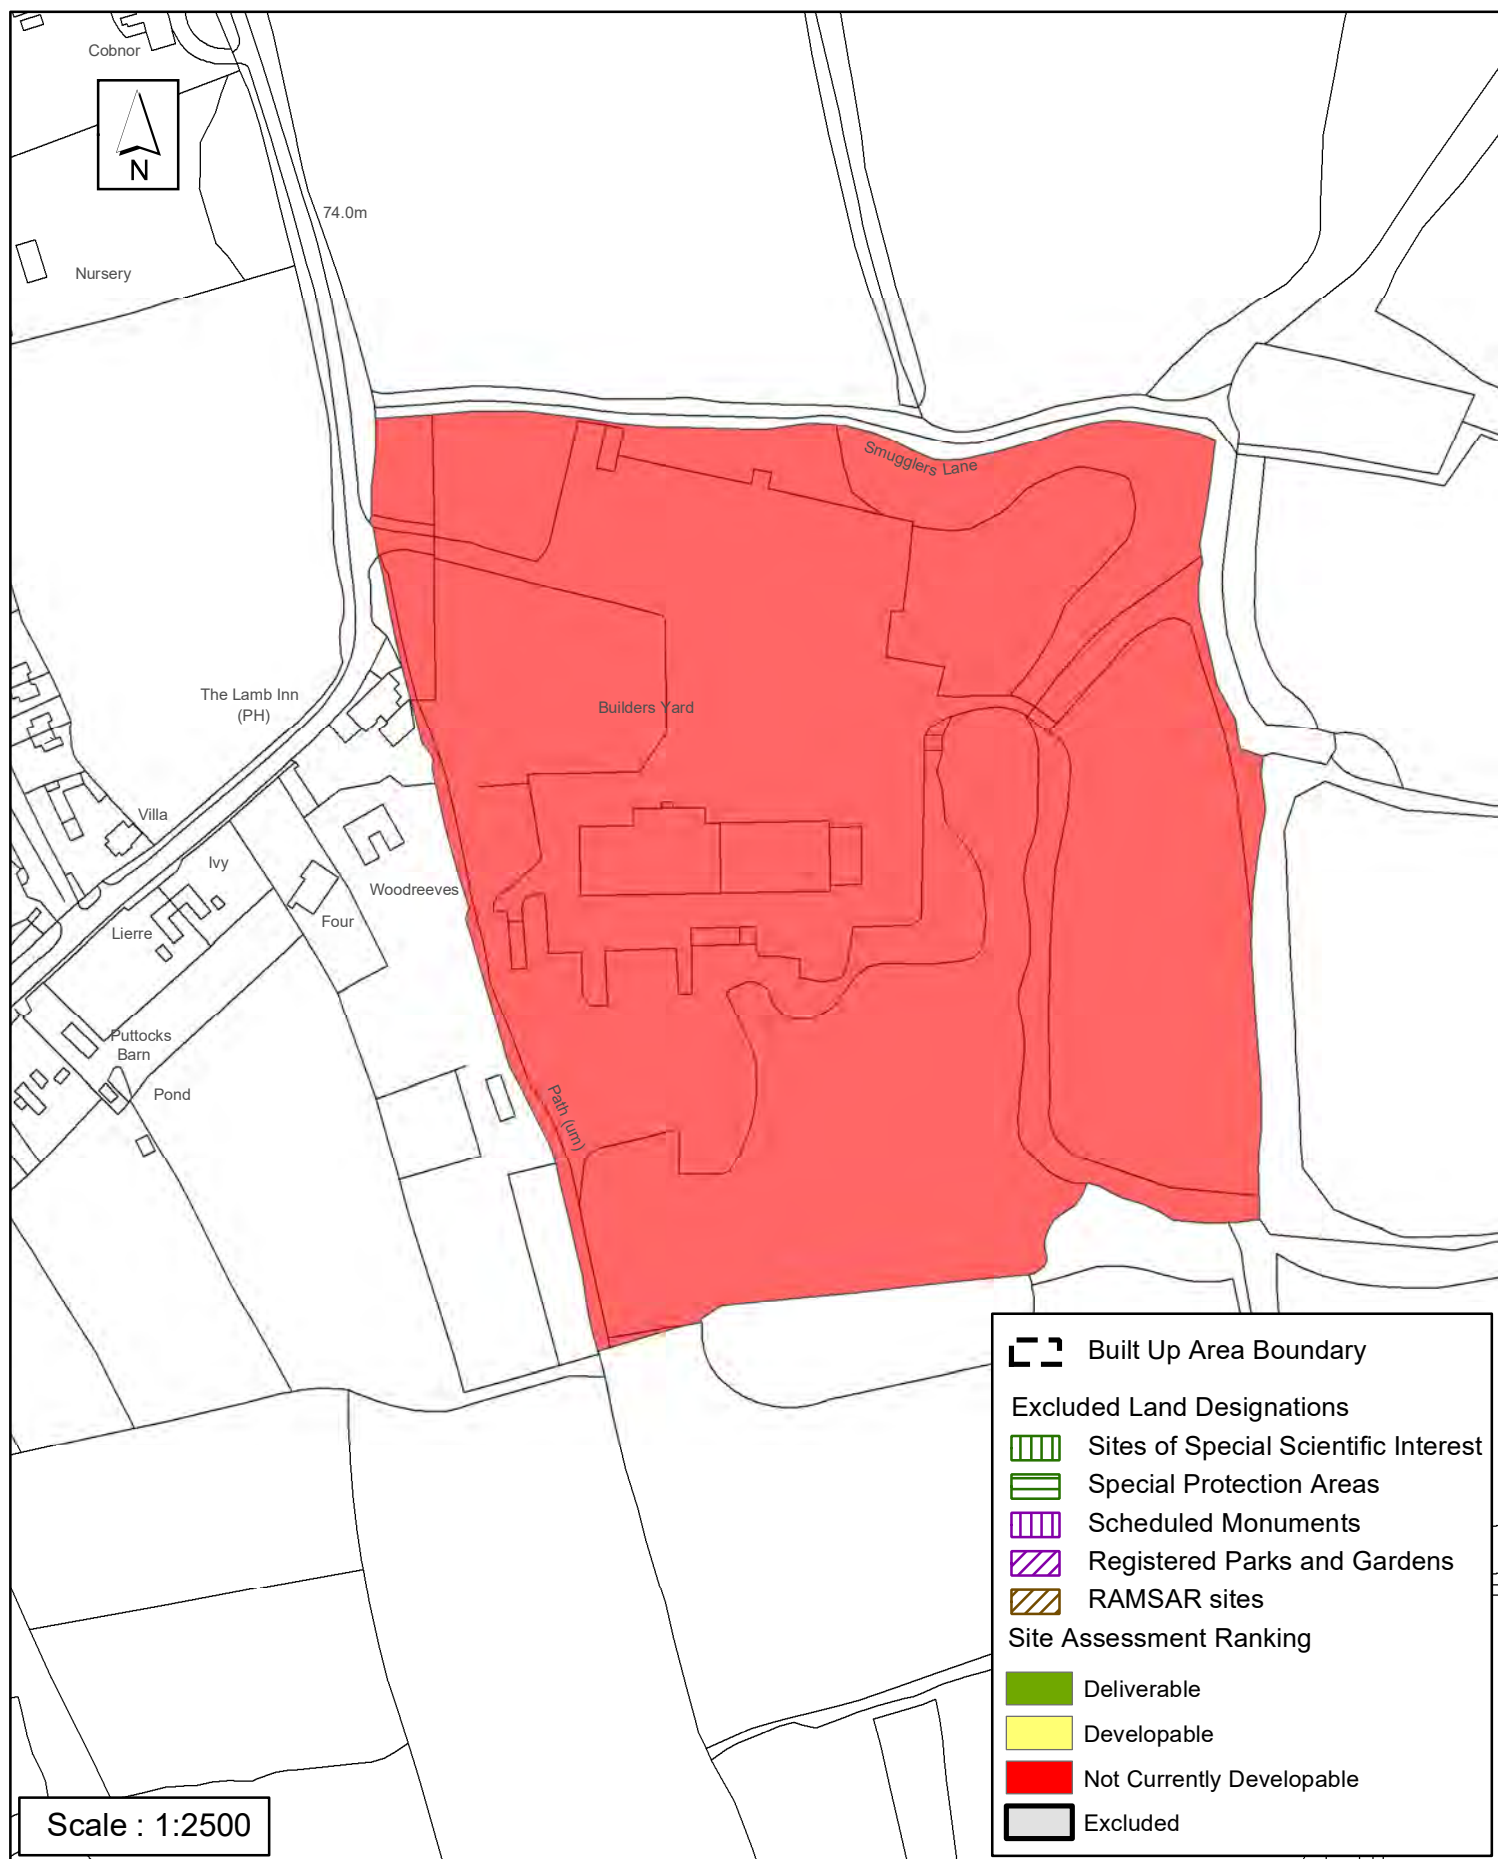 Cobnor
N
74.0m
Nursery
Smugglers Lane
The Lamb Inn
(PH)
Builders Yard
Villa
Ivy
Woodreeves
Four
Lierre
Puttocks
Barn
Pond
Path (um)
Built Up Area Boundary
Excluded Land Designations
Sites of Special Scientific Interest
Special Protection Areas
Scheduled Monuments
Registered Parks and Gardens
RAMSAR sites
Site Assessment Ranking
Deliverable
Developable
Not Currently Developable
Excluded
Scale : 1:2500